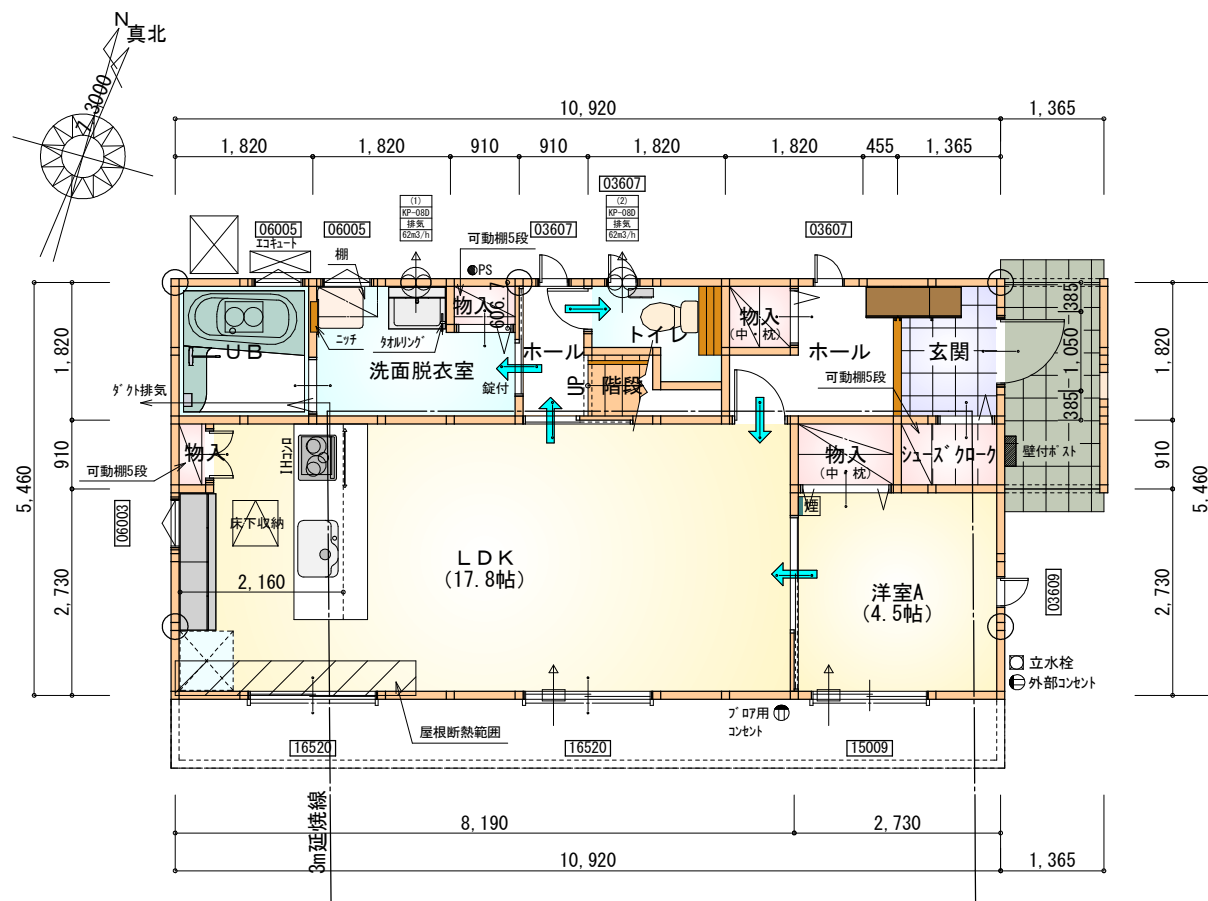 N
真北
1.3000
10,920
1,365
1,820
1,820
910
910
1,820
1,820
455
1,365
(1)
KP-08D
排気
62m3/h
03607
(2)
KP-08D
排気
62m3/h
06005
06005
03607
03607
エコキュート
棚
可動棚5段
PS
物入
606.7
ニッチ
タオルリング
UB
洗面脱衣室
錠付
ホール
トイレ
UP
階段
物入
(中・枕)
ホール
玄関
可動棚5段
385
1,050
385
1,820
910
2,730
5,460
1,820
910
2,730
5,460
ダクト排気
物入
可動棚5段
IHコンロ
06003
床下収納
2,160
LDK
(17.8帖)
物入
(中・枕)
シューズクローク
壁付ポスト
煙
洋室A
(4.5帖)
03609
立水栓
外部コンセント
ブロア用
コンセント
屋根断熱範囲
16520
16520
15009
3m延焼線
8,190
2,730
10,920
1,365